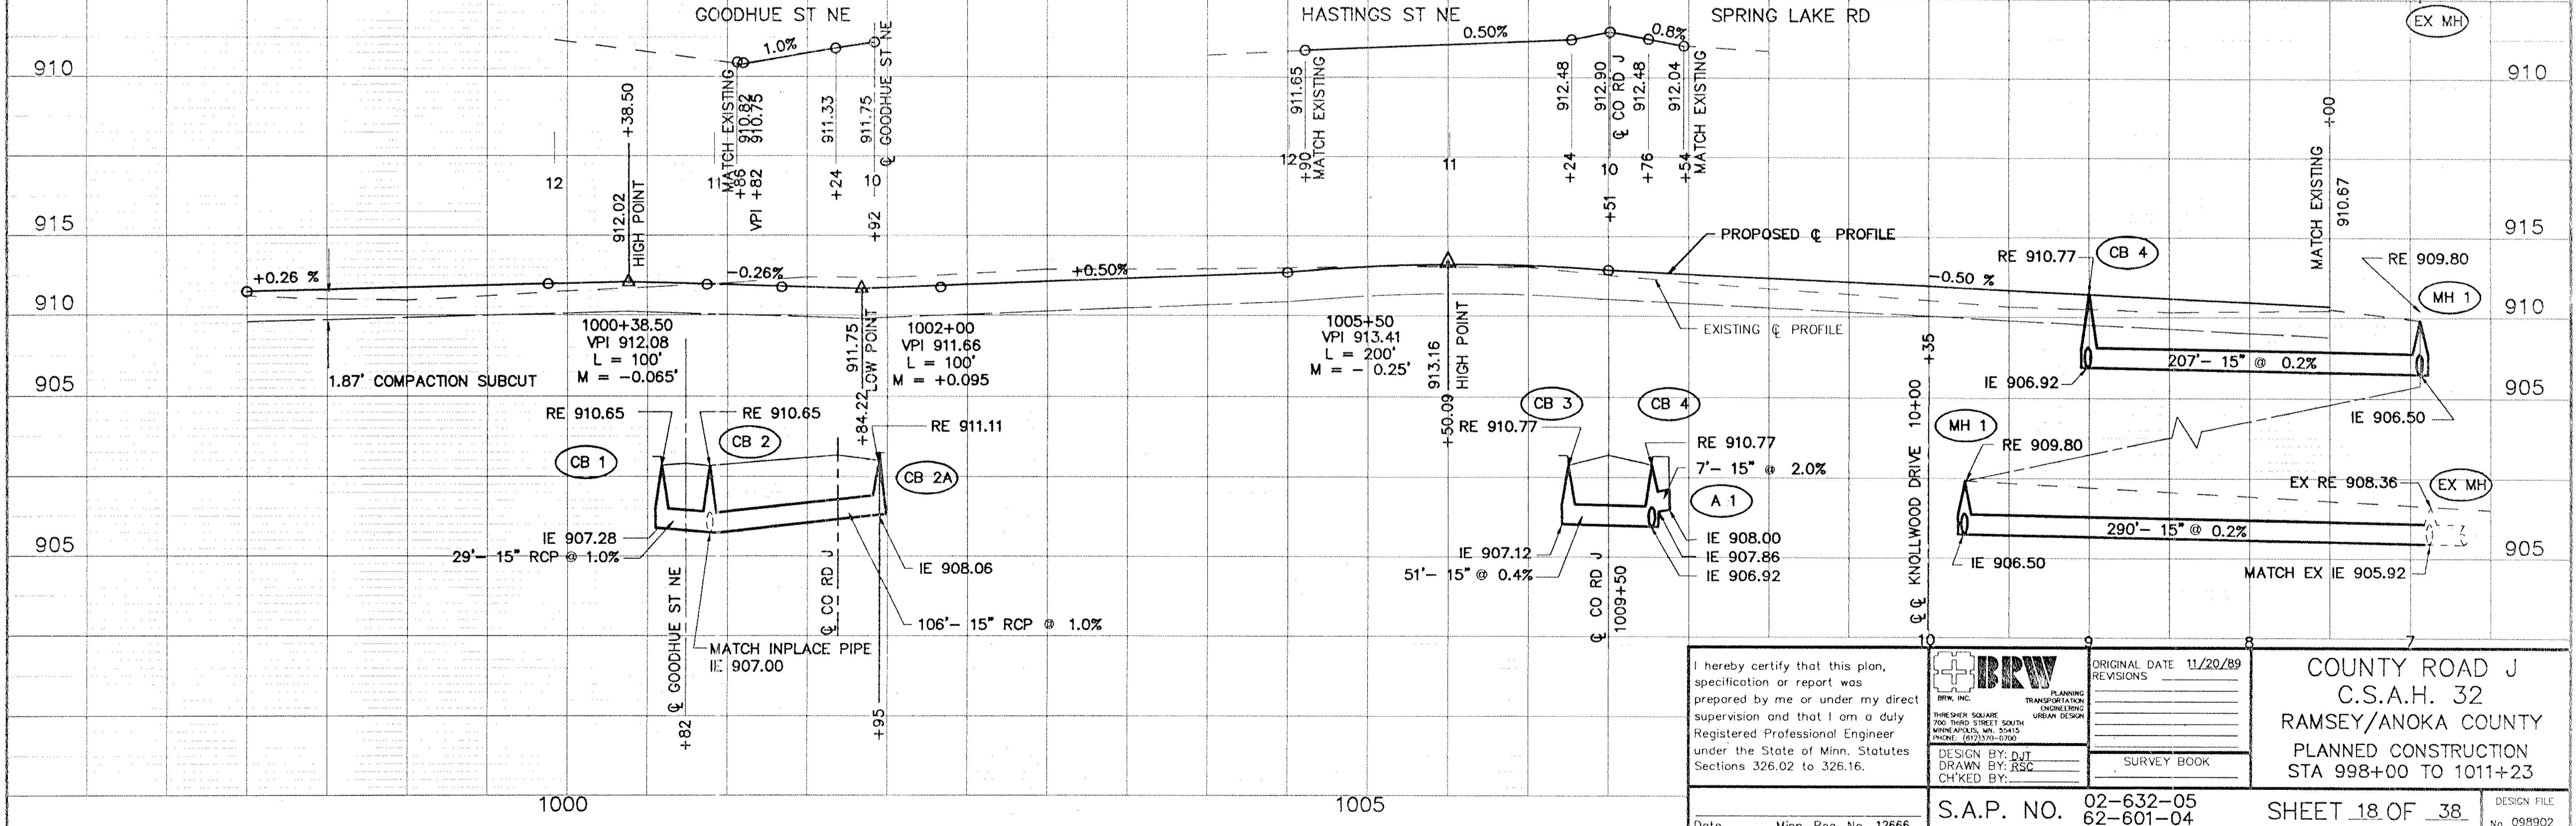 GOODHUE ST NE
HASTINGS ST NE
SPRING LAKE RD
EX MH
1.0%
0.50%
0.8%
910
910
MATCH EXISTING
+86 910.82
VPI +82 910.75
+24 911.33
10 911.75
+92
℄ GOODHUE ST NE
11
12
+38.50
912.02
HIGH POINT
12
+90
911.65
MATCH EXISTING
11
+24 912.48
912.90
℄ CO RD J
10
+51
+76 912.48
+54 912.04
MATCH EXISTING
+00
MATCH EXISTING
910.67
915
915
+0.26 %
-0.26%
+0.50%
-0.50 %
PROPOSED ℄ PROFILE
EXISTING ℄ PROFILE
RE 910.77
CB 4
RE 909.80
MH 1
910
910
1000+38.50
VPI 912.08
L = 100'
M = -0.065'
+84.22
911.75
LOW POINT
1002+00
VPI 911.66
L = 100'
M = +0.095
1005+50
VPI 913.41
L = 200'
M = - 0.25'
+50.09
913.16
HIGH POINT
1.87' COMPACTION SUBCUT
207'- 15" @ 0.2%
IE 906.92
IE 906.50
905
905
RE 910.65
RE 910.65
CB 1
CB 2
RE 911.11
CB 2A
IE 907.28
29'- 15" RCP @ 1.0%
IE 908.06
106'- 15" RCP @ 1.0%
MATCH INPLACE PIPE
IE 907.00
℄ GOODHUE ST NE
+82
℄ CO RD J
+95
CB 3
CB 4
RE 910.77
RE 910.77
7'- 15" @ 2.0%
A 1
IE 907.12
51'- 15" @ 0.4%
IE 908.00
IE 907.86
IE 906.92
℄ CO RD J
1009+50
+35
℄ ℄ KNOLLWOOD DRIVE 10+00
MH 1
RE 909.80
EX RE 908.36
EX MH
290'- 15" @ 0.2%
IE 906.50
MATCH EX IE 905.92
905
905
10
9
8
7
I hereby certify that this plan,
specification or report was
prepared by me or under my direct
supervision and that I am a duly
Registered Professional Engineer
under the State of Minn. Statutes
Sections 326.02 to 326.16.
Date
Minn. Reg. No. 12666
BRW
BRW, INC.
PLANNING
TRANSPORTATION
ENGINEERING
URBAN DESIGN
THRESHER SQUARE
700 THIRD STREET SOUTH
MINNEAPOLIS, MN. 55415
PHONE: (612)370-0700
DESIGN BY: DJT
DRAWN BY: RSC
CH'KED BY:
ORIGINAL DATE 11/20/89
REVISIONS
SURVEY BOOK
COUNTY ROAD J
C.S.A.H. 32
RAMSEY/ANOKA COUNTY
PLANNED CONSTRUCTION
STA 998+00 TO 1011+23
S.A.P. NO. 02-632-05
62-601-04
SHEET 18 OF 38
DESIGN FILE
No. 098902
1000
1005